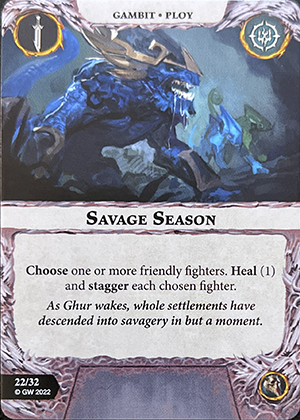 GAMBIT • PLOY
SAVAGE SEASON
Choose one or more friendly fighters. Heal (1)
and stagger each chosen fighter.
As Ghur wakes, whole settlements have
descended into savagery in but a moment.
22/32
© GW 2022